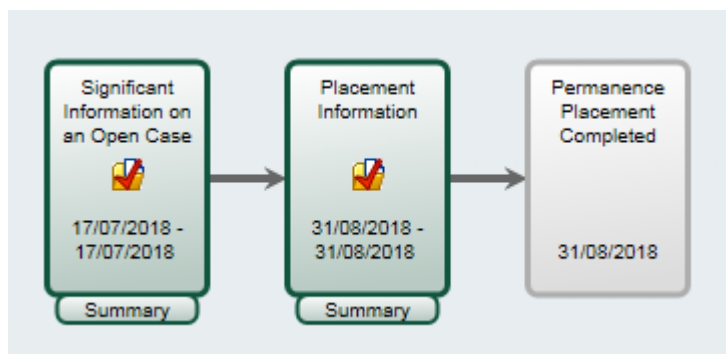 Significant
Information on
an Open Case
17/07/2018 -
17/07/2018
Summary
Placement
Information
31/08/2018 -
31/08/2018
Summary
Permanence
Placement
Completed
31/08/2018